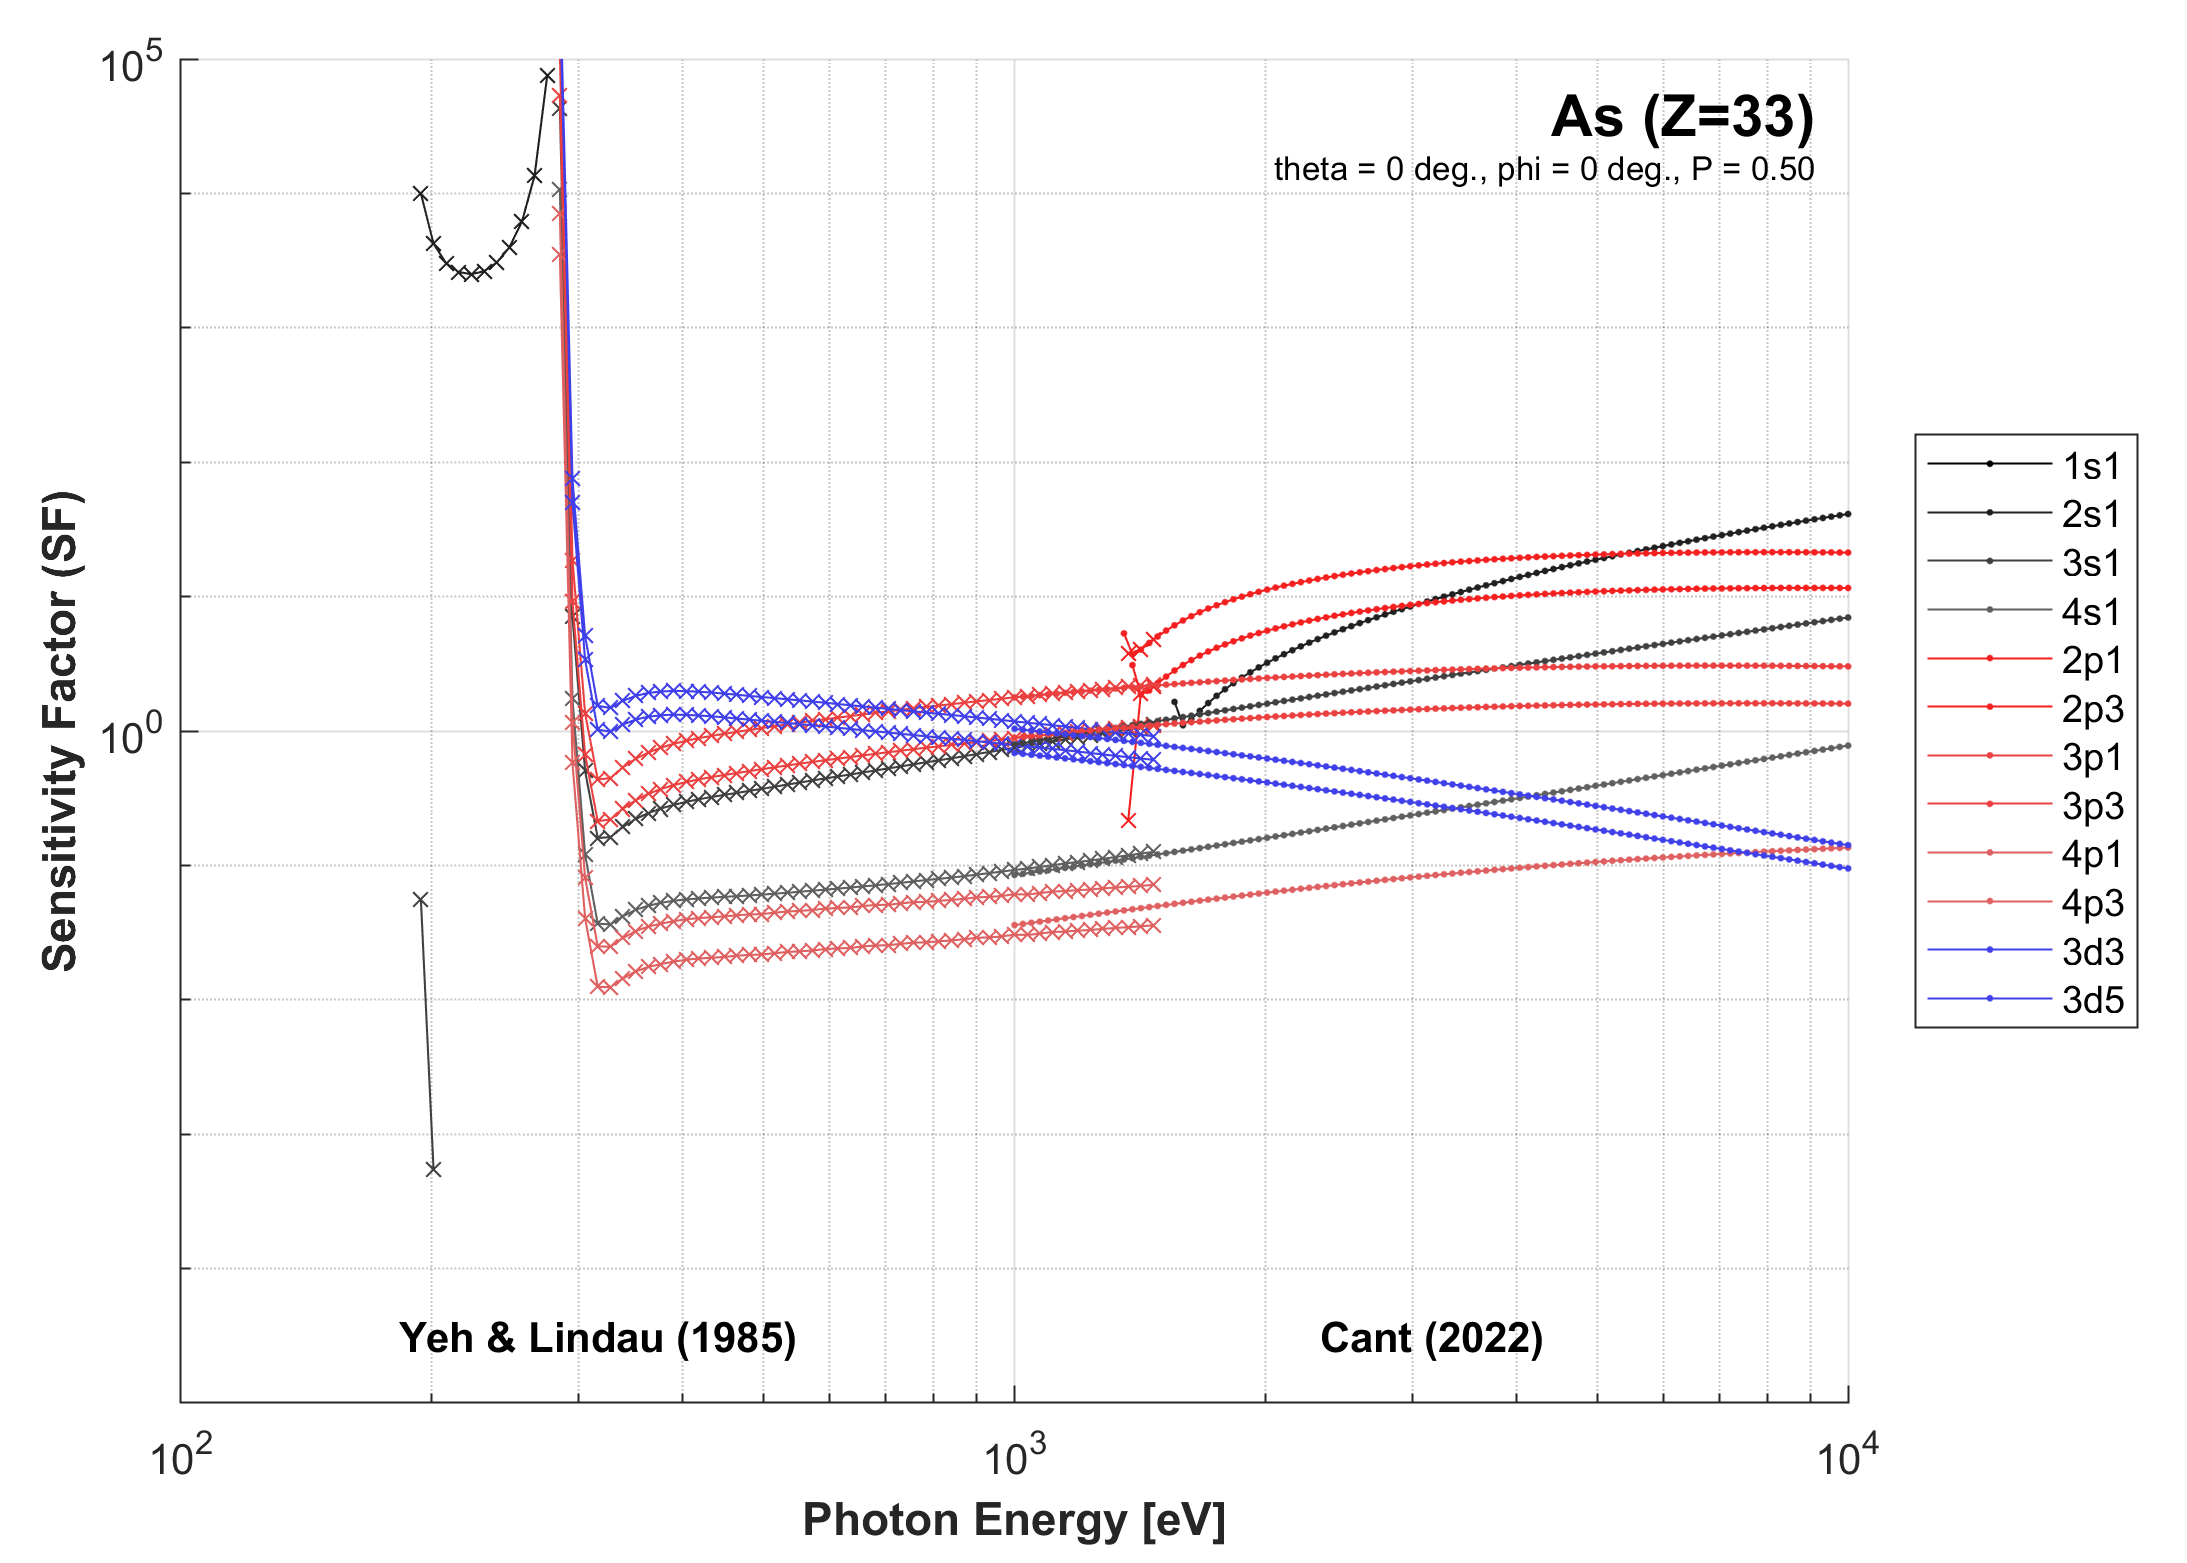 10^5
As (Z=33)
theta = 0 deg., phi = 0 deg., P = 0.50
Sensitivity Factor (SF)
10^0
1s1
2s1
3s1
4s1
2p1
2p3
3p1
3p3
4p1
4p3
3d3
3d5
Yeh & Lindau (1985)
Cant (2022)
10^2
10^3
10^4
Photon Energy [eV]